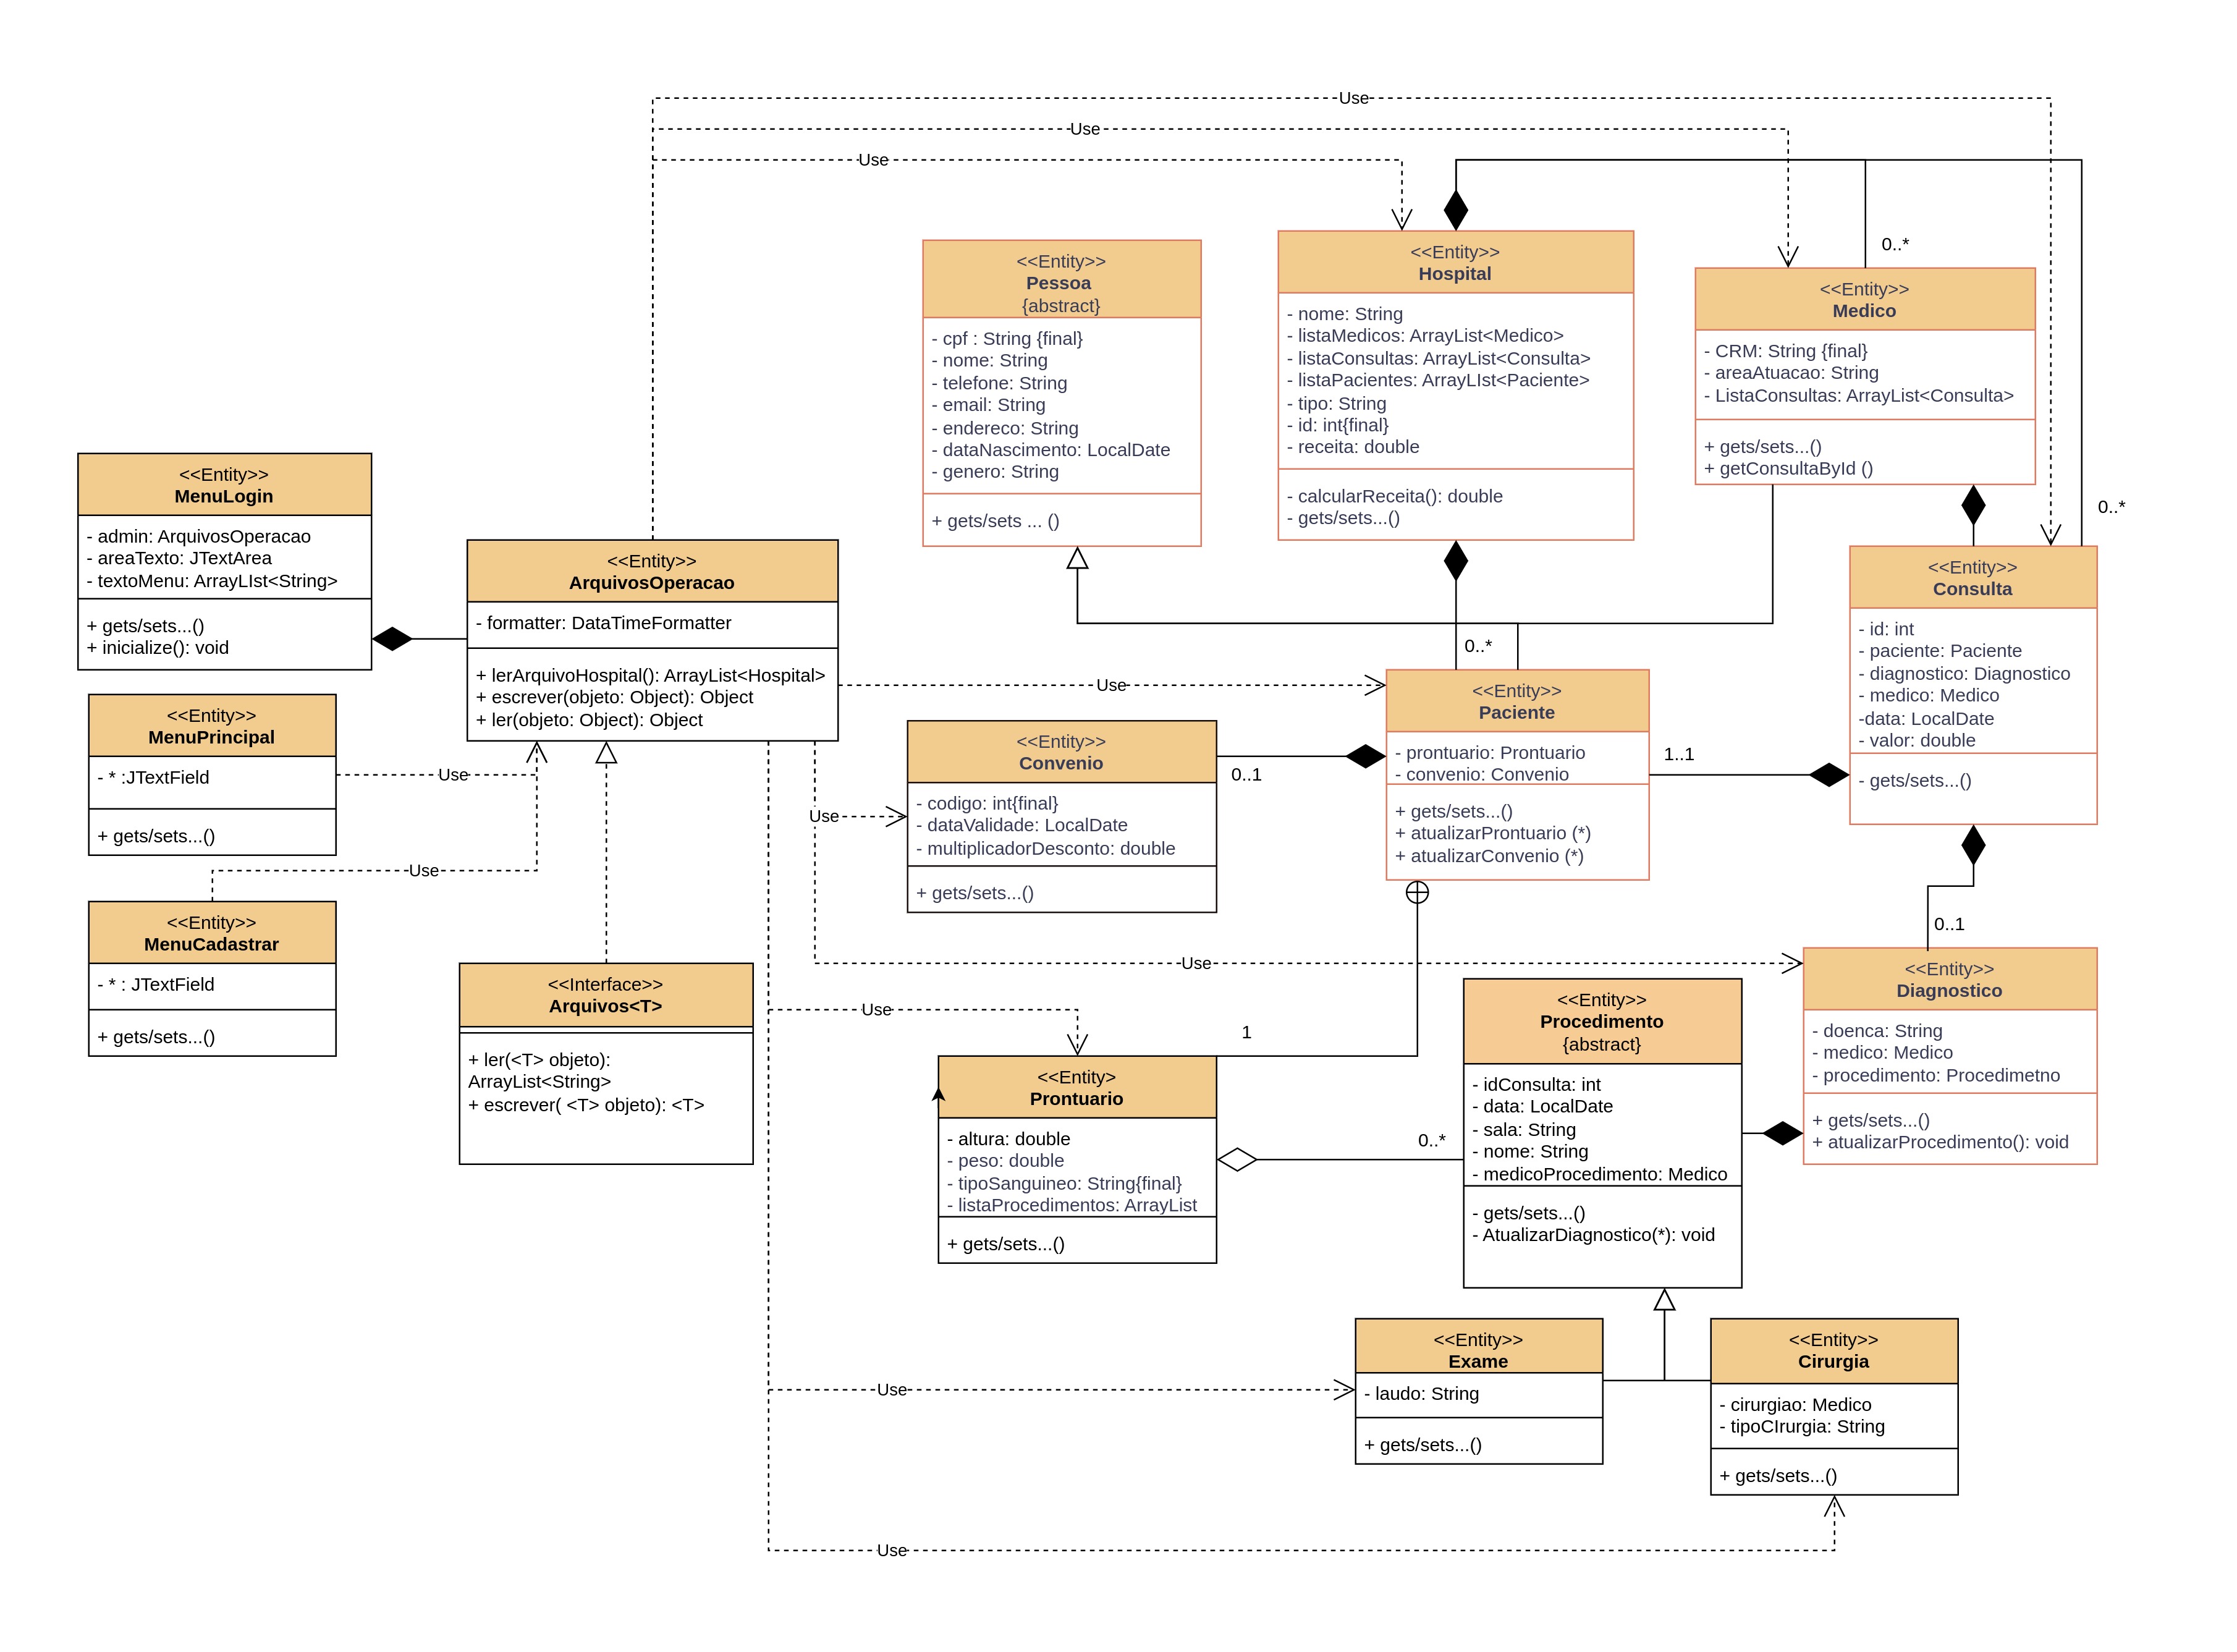 Use
Use
Use
<<Entity>>
Pessoa
{abstract}
- cpf : String {final}
- nome: String
- telefone: String
- email: String
- endereco: String
- dataNascimento: LocalDate
- genero: String
+ gets/sets ... ()
<<Entity>>
Hospital
- nome: String
- listaMedicos: ArrayList<Medico>
- listaConsultas: ArrayList<Consulta>
- listaPacientes: ArrayLIst<Paciente>
- tipo: String
- id: int{final}
- receita: double
- calcularReceita(): double
- gets/sets...()
0..*
<<Entity>>
Medico
- CRM: String {final}
- areaAtuacao: String
- ListaConsultas: ArrayList<Consulta>
+ gets/sets...()
+ getConsultaById ()
0..*
<<Entity>>
MenuLogin
- admin: ArquivosOperacao
- areaTexto: JTextArea
- textoMenu: ArrayLIst<String>
+ gets/sets...()
+ inicialize(): void
<<Entity>>
ArquivosOperacao
- formatter: DataTimeFormatter
+ lerArquivoHospital(): ArrayList<Hospital>
+ escrever(objeto: Object): Object
+ ler(objeto: Object): Object
<<Entity>>
Consulta
- id: int
- paciente: Paciente
- diagnostico: Diagnostico
- medico: Medico
-data: LocalDate
- valor: double
- gets/sets...()
0..*
Use
<<Entity>>
Paciente
- prontuario: Prontuario
- convenio: Convenio
+ gets/sets...()
+ atualizarProntuario (*)
+ atualizarConvenio (*)
1..1
<<Entity>>
MenuPrincipal
- * :JTextField
+ gets/sets...()
Use
Use
<<Entity>>
Convenio
- codigo: int{final}
- dataValidade: LocalDate
- multiplicadorDesconto: double
+ gets/sets...()
0..1
Use
<<Entity>>
MenuCadastrar
- * : JTextField
+ gets/sets...()
0..1
Use
<<Interface>>
Arquivos<T>
+ ler(<T> objeto):
ArrayList<String>
+ escrever( <T> objeto): <T>
Use
1
<<Entity>
Prontuario
- altura: double
- peso: double
- tipoSanguineo: String{final}
- listaProcedimentos: ArrayList
+ gets/sets...()
0..*
<<Entity>>
Procedimento
{abstract}
- idConsulta: int
- data: LocalDate
- sala: String
- nome: String
- medicoProcedimento: Medico
- gets/sets...()
- AtualizarDiagnostico(*): void
<<Entity>>
Diagnostico
- doenca: String
- medico: Medico
- procedimento: Procedimetno
+ gets/sets...()
+ atualizarProcedimento(): void
Use
<<Entity>>
Exame
- laudo: String
+ gets/sets...()
<<Entity>>
Cirurgia
- cirurgiao: Medico
- tipoCIrurgia: String
+ gets/sets...()
Use